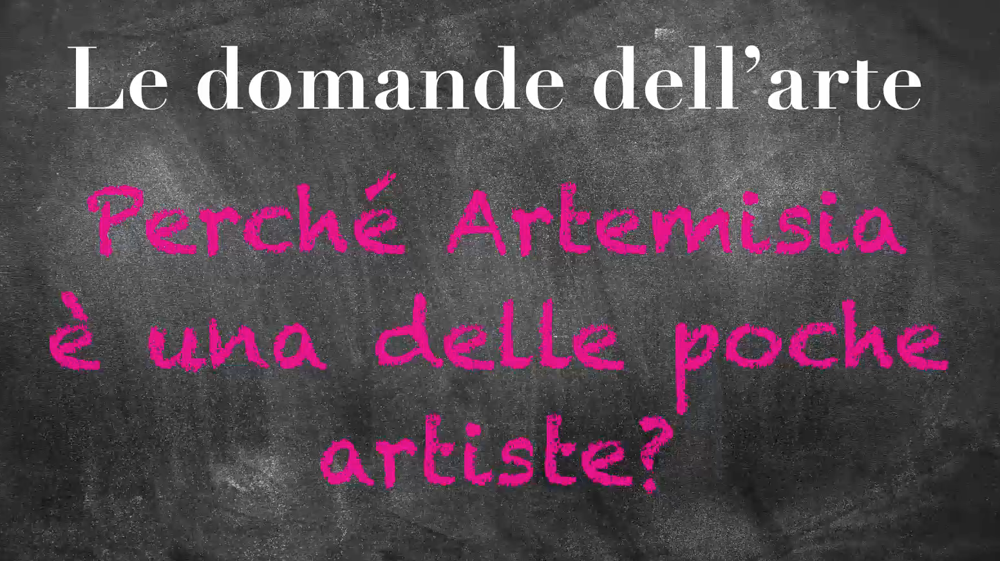 Le domande dell’arte
Perché Artemisia
è una delle poche
artiste?